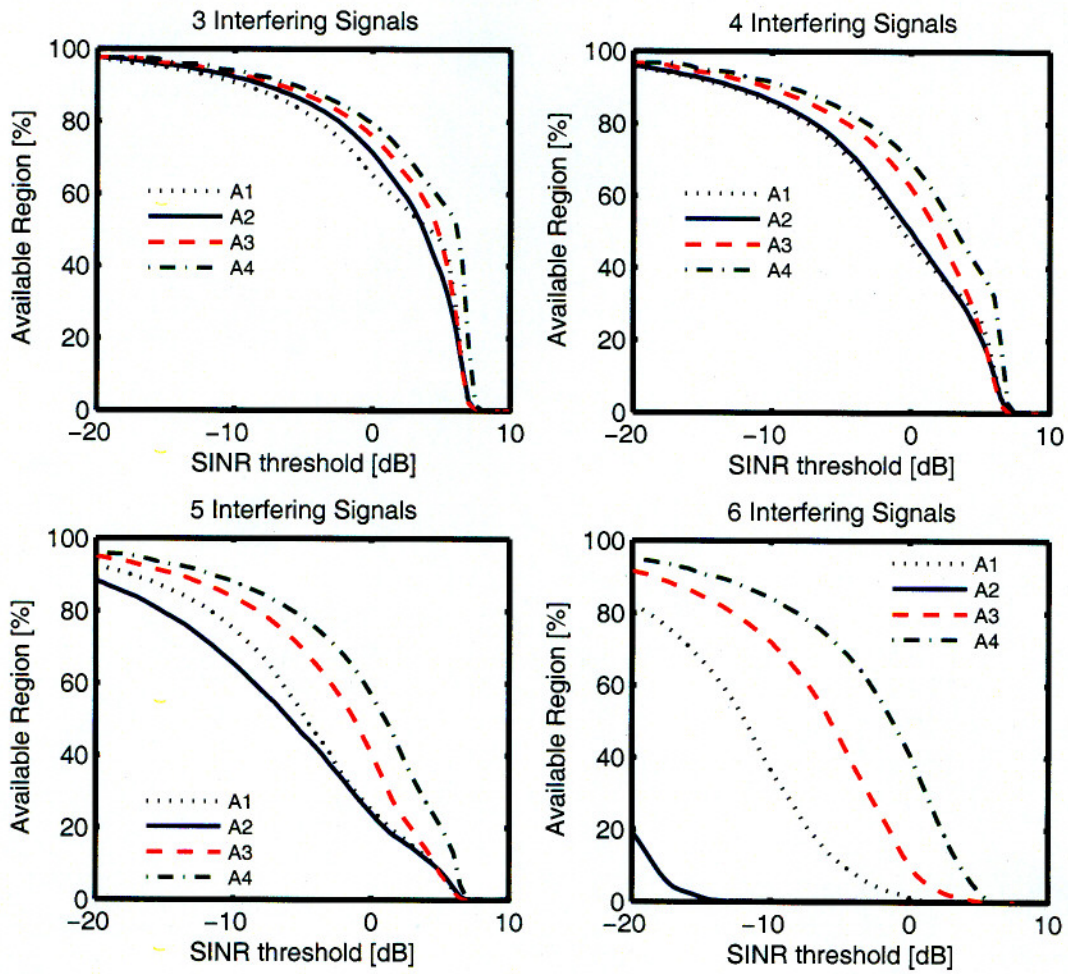 3 Interfering Signals
Available Region [%]
100
80
60
40
20
0
A1
A2
A3
A4
−20
−10
0
10
SINR threshold [dB]
4 Interfering Signals
Available Region [%]
100
80
60
40
20
0
A1
A2
A3
A4
−20
−10
0
10
SINR threshold [dB]
5 Interfering Signals
Available Region [%]
100
80
60
40
20
0
A1
A2
A3
A4
−20
−10
0
10
SINR threshold [dB]
6 Interfering Signals
Available Region [%]
100
80
60
40
20
0
A1
A2
A3
A4
−20
−10
0
10
SINR threshold [dB]